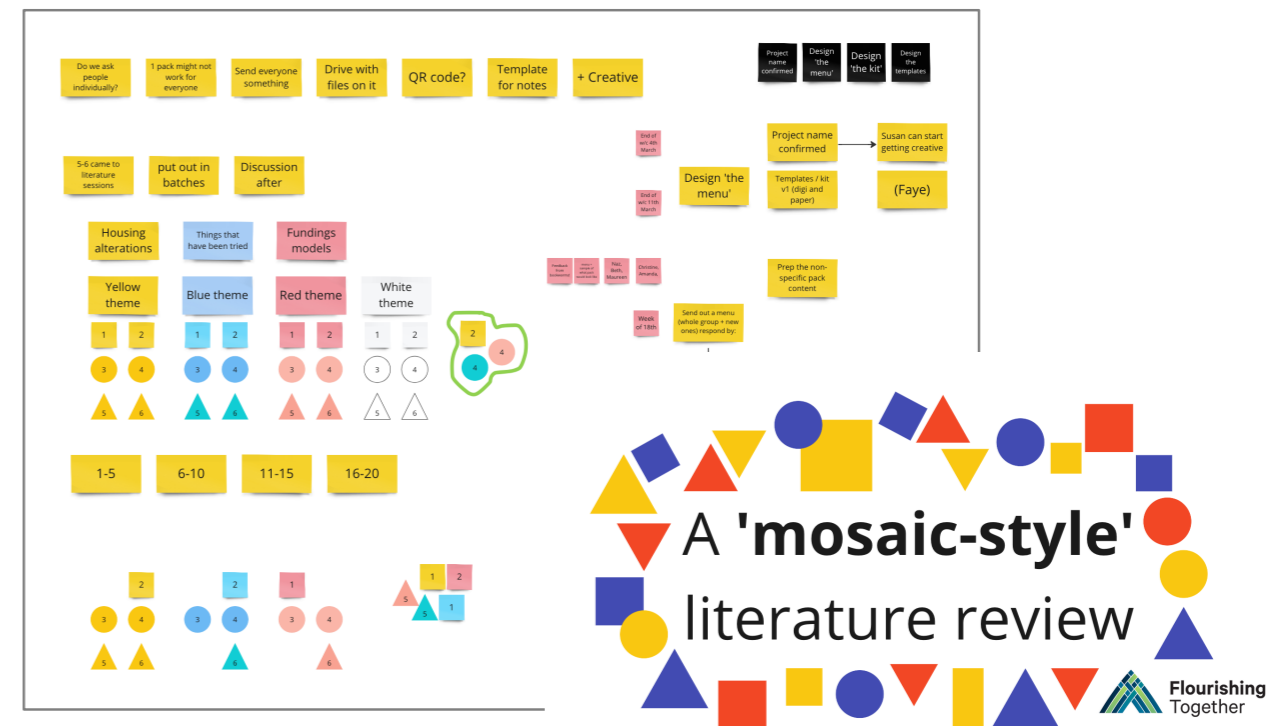 Do we ask
people
individually?
1 pack might not
work for
everyone
Send everyone
something
Drive with
files on it
QR code?
Template
for notes
+ Creative
Project
name
confirmed
Design
'the
menu'
Design
'the kit'
Design
the
templates
5-6 came to
literature
sessions
put out in
batches
Discussion
after
End of
w/c 4th
March
Project name
confirmed
Susan can start
getting creative
Design 'the
menu'
Templates / kit
v1 (digi and
paper)
(Faye)
End of
w/c 11th
March
Housing
alterations
Things that
have been tried
Fundings
models
Naz,
Beth,
Maureen
Christine,
Amanda,
Prep the non-
specific pack
content
Yellow
theme
Blue theme
Red theme
White
theme
Week
of 18th
Send out a menu
(whole group + new
ones) respond by:
1 2 1 2 1 2 1 2 2
3 4 3 4 3 4 3 4 4
4
5 6 5 6 5 6 5 6
1-5
6-10
11-15
16-20
2 2 1 1 2
3 4 3 4 3 4 5 5 1
5 6 6 6
A 'mosaic-style'
literature review
Flourishing
Together